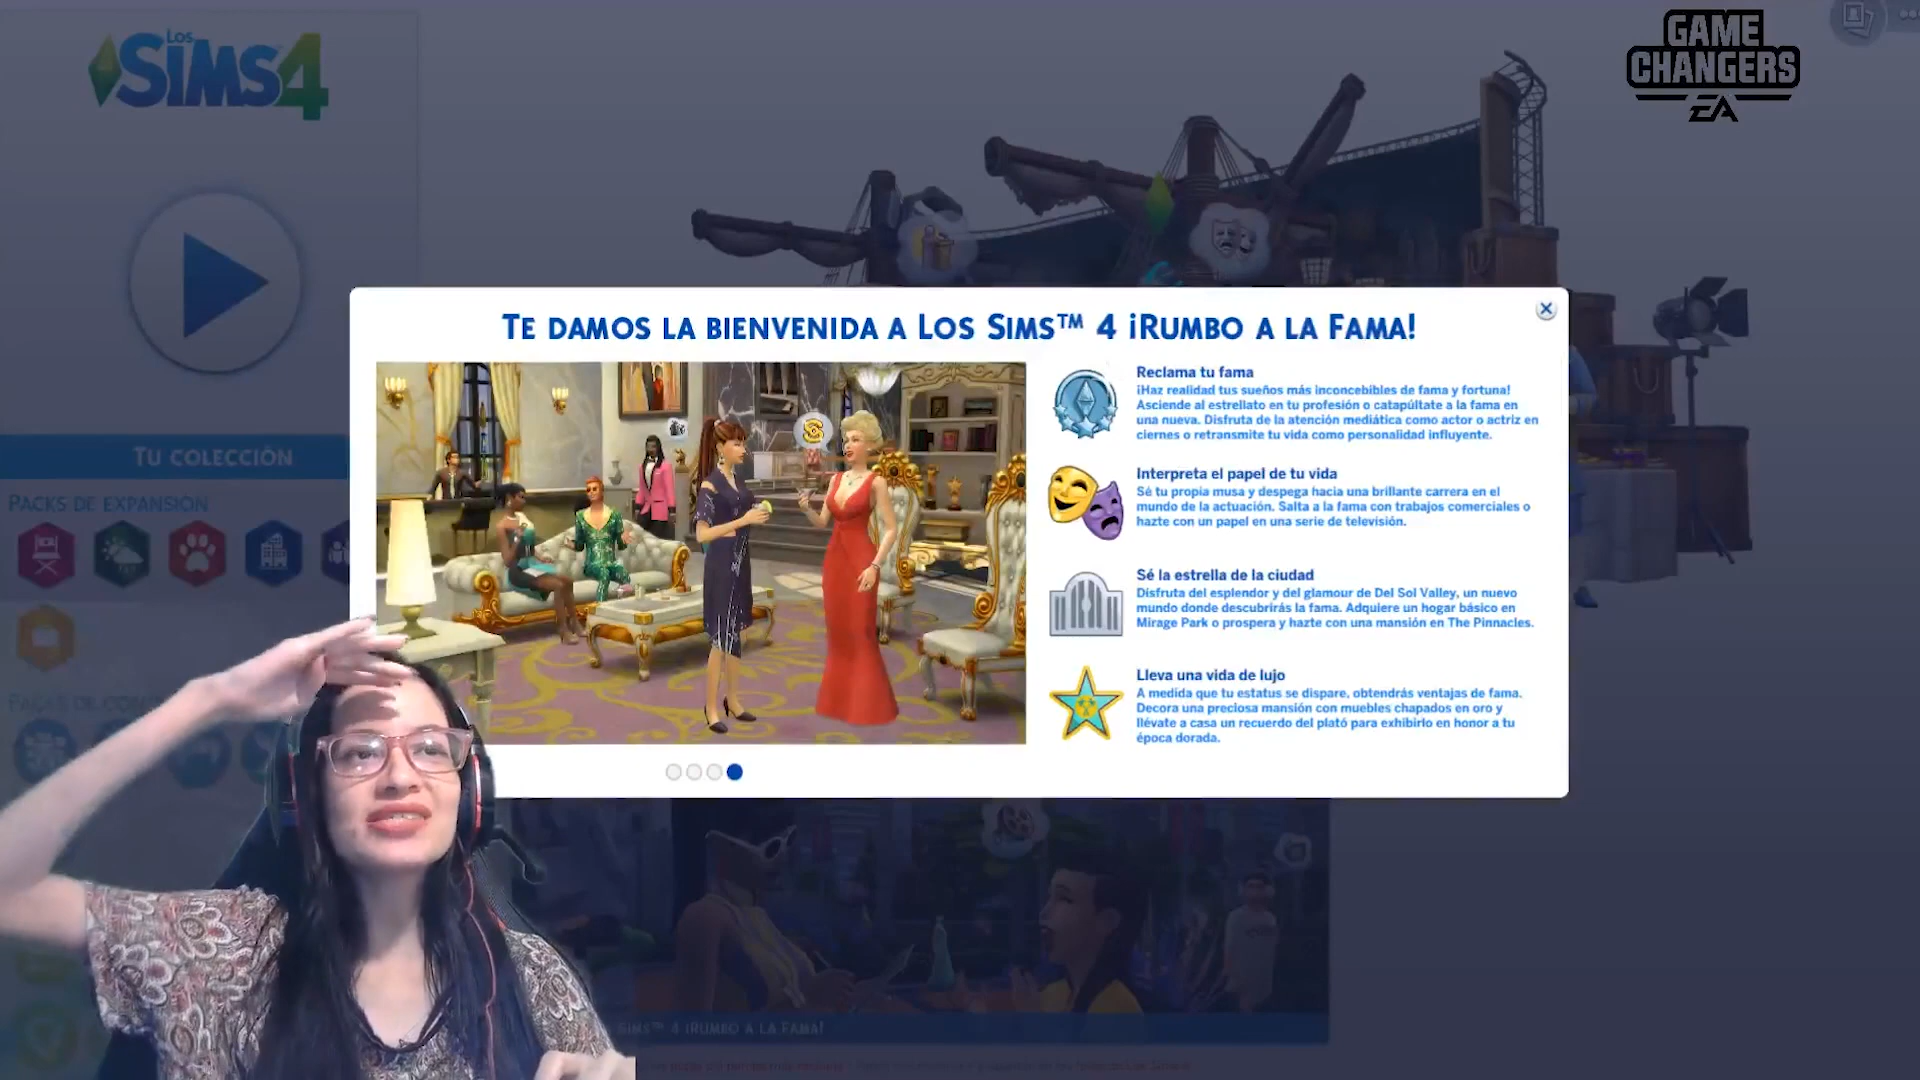 Los
SiMS 4
GAME
CHANGERS
EA
TE DAMOS LA BIENVENIDA A LOS SIMS™ 4 ¡RUMBO A LA FAMA!
Reclama tu fama
¡Haz realidad tus sueños más inconcebibles de fama y fortuna!
Asciende al estrellato en tu profesión o catapúltate a la fama en
una nueva. Disfruta de la atención mediática como actor o actriz en
ciernes o retransmite tu vida como personalidad influyente.
Interpreta el papel de tu vida
Sé tu propia musa y despega hacia una brillante carrera en el
mundo de la actuación. Salta a la fama con trabajos comerciales o
hazte con un papel en una serie de televisión.
Sé la estrella de la ciudad
Disfruta del esplendor y del glamour de Del Sol Valley, un nuevo
mundo donde descubrirás la fama. Adquiere un hogar básico en
Mirage Park o prospera y hazte con una mansión en The Pinnacles.
Lleva una vida de lujo
A medida que tu estatus se dispare, obtendrás ventajas de fama.
Decora una preciosa mansión con muebles chapados en oro y
llévate a casa un recuerdo del plató para exhibirlo en honor a tu
época dorada.
TU COLECCIÓN
PACKS DE EXPANSIÓN
PACKS DE CON
SIMS™ 4 ¡RUMBO A LA FAMA!